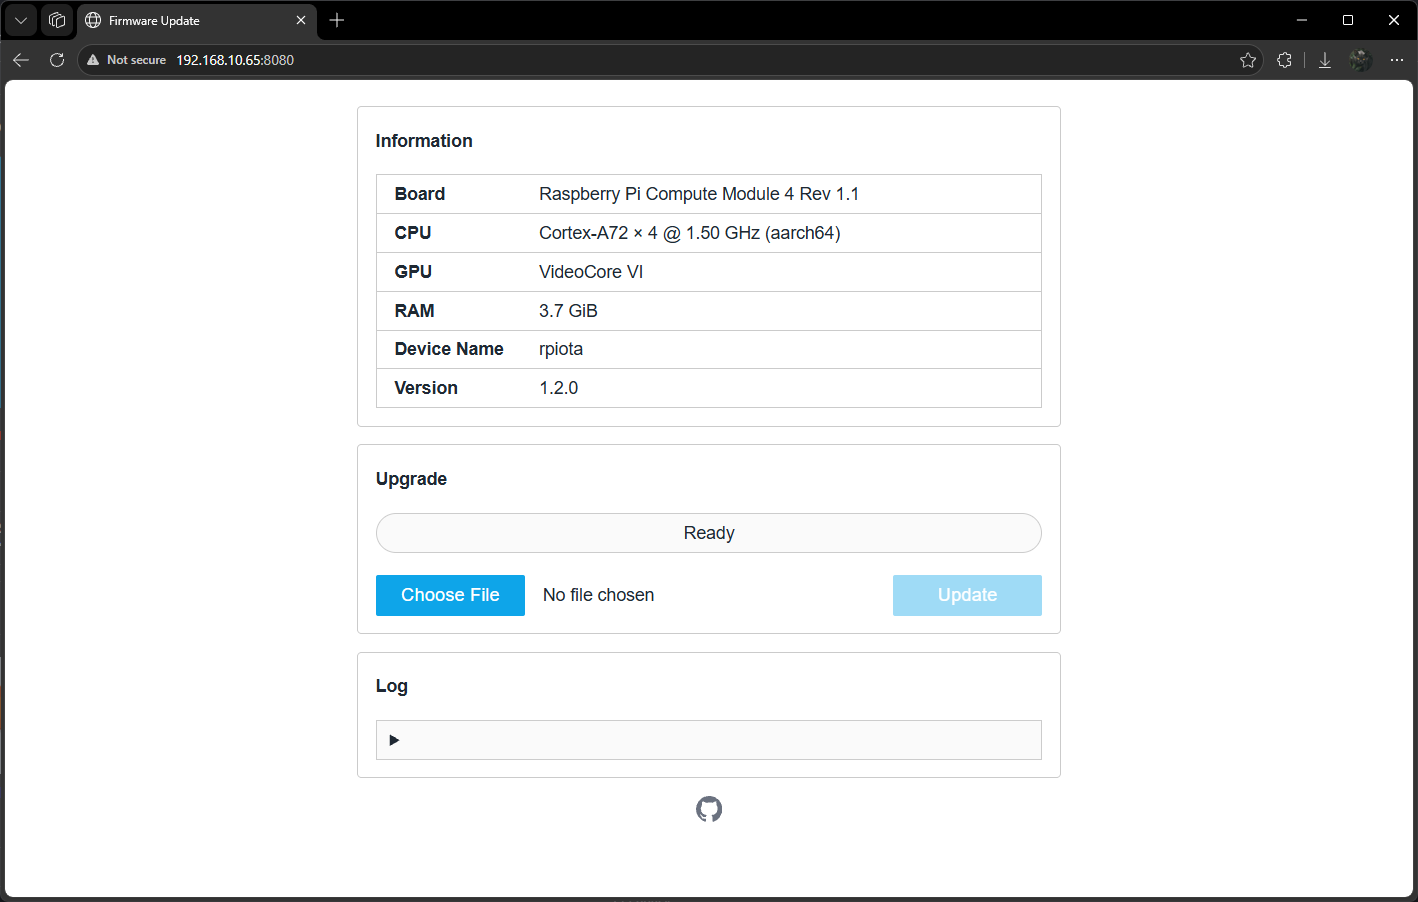 Firmware Update
Not secure 192.168.10.65:8080
Information
Board Raspberry Pi Compute Module 4 Rev 1.1
CPU Cortex-A72 × 4 @ 1.50 GHz (aarch64)
GPU VideoCore VI
RAM 3.7 GiB
Device Name rpiota
Version 1.2.0
Upgrade
Ready
Choose File No file chosen Update
Log